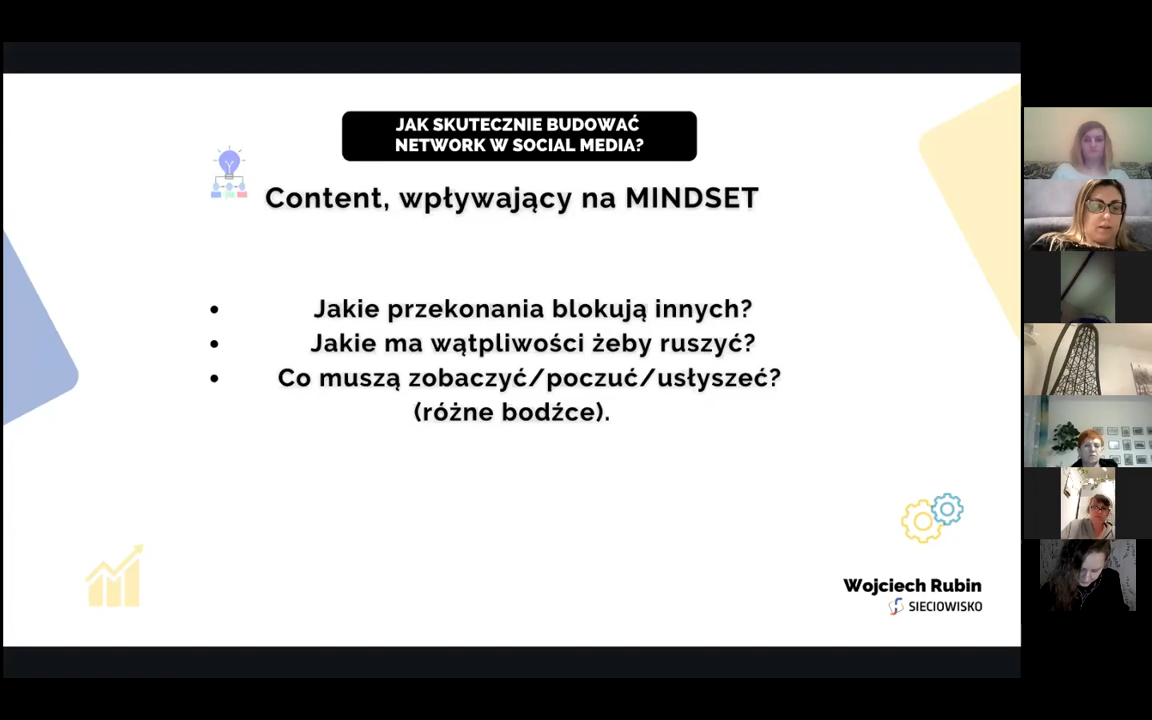 JAK SKUTECZNIE BUDOWAĆ
NETWORK W SOCIAL MEDIA?
Content, wpływający na MINDSET
• Jakie przekonania blokują innych?
• Jakie ma wątpliwości żeby ruszyć?
• Co muszą zobaczyć/poczuć/usłyszeć?
(różne bodźce).
Wojciech Rubin
SIECIOWISKO